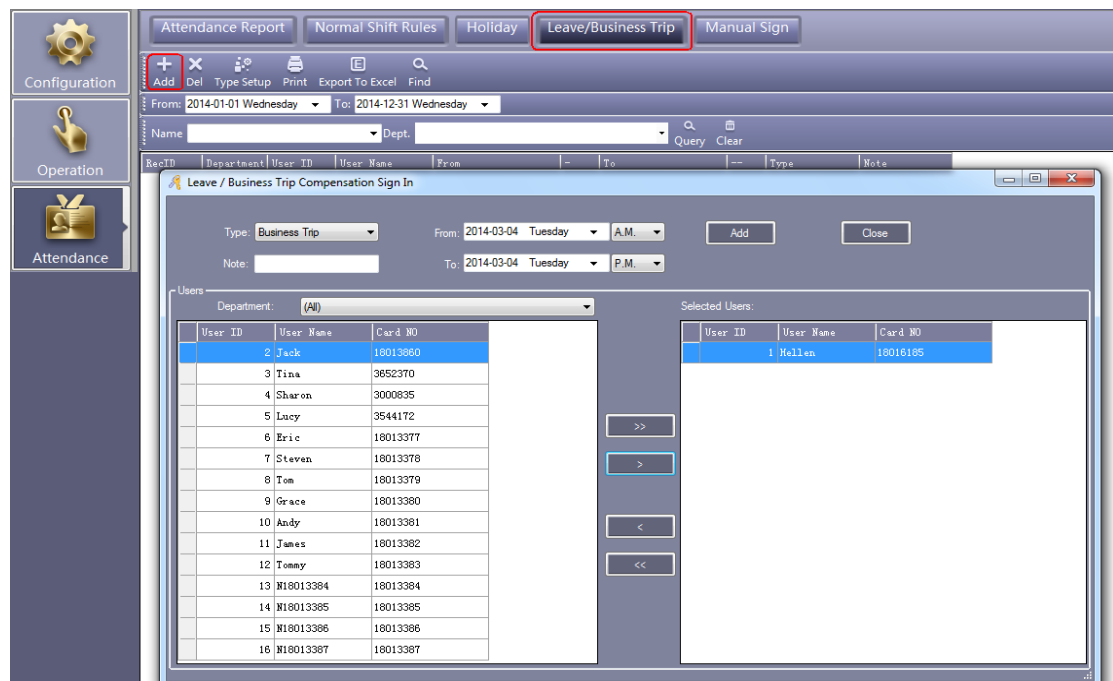 Attendance Report Normal Shift Rules Holiday Leave/Business Trip Manual Sign
Configuration
Add Del Type Setup Print Export To Excel Find
From: 2014-01-01 Wednesday To: 2014-12-31 Wednesday
Name Dept. Query Clear
Operation
RecID Department User ID User Name From - To -- Type Note
Leave / Business Trip Compensation Sign In
Attendance
Type: Business Trip From: 2014-03-04 Tuesday A.M. Add Close
Note: To: 2014-03-04 Tuesday P.M.
Users
Department: (All) Selected Users:
User ID User Name Card NO User ID User Name Card NO
2 Jack 18013860 1 Hellen 18016185
3 Tina 3652370
4 Sharon 3000835
5 Lucy 3544172
>>
6 Eric 18013377
7 Steven 18013378
>
8 Tom 18013379
9 Grace 18013380
10 Andy 18013381
<
11 James 18013382
12 Tommy 18013383
<<
13 N18013384 18013384
14 N18013385 18013385
15 N18013386 18013386
16 N18013387 18013387